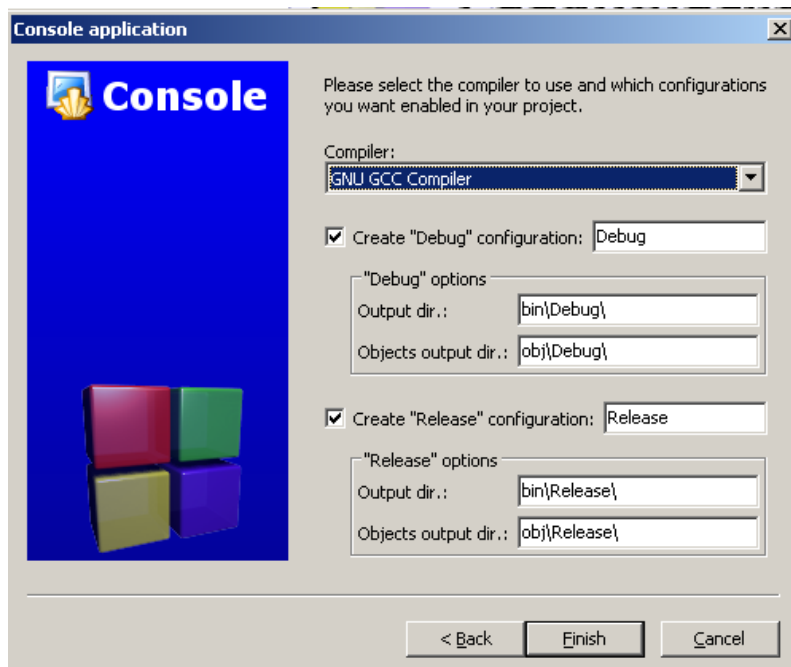 Console application
Console
Please select the compiler to use and which configurations
you want enabled in your project.
Compiler:
GNU GCC Compiler
Create "Debug" configuration: Debug
"Debug" options
Output dir.: bin\Debug\
Objects output dir.: obj\Debug\
Create "Release" configuration: Release
"Release" options
Output dir.: bin\Release\
Objects output dir.: obj\Release\
< Back Finish Cancel